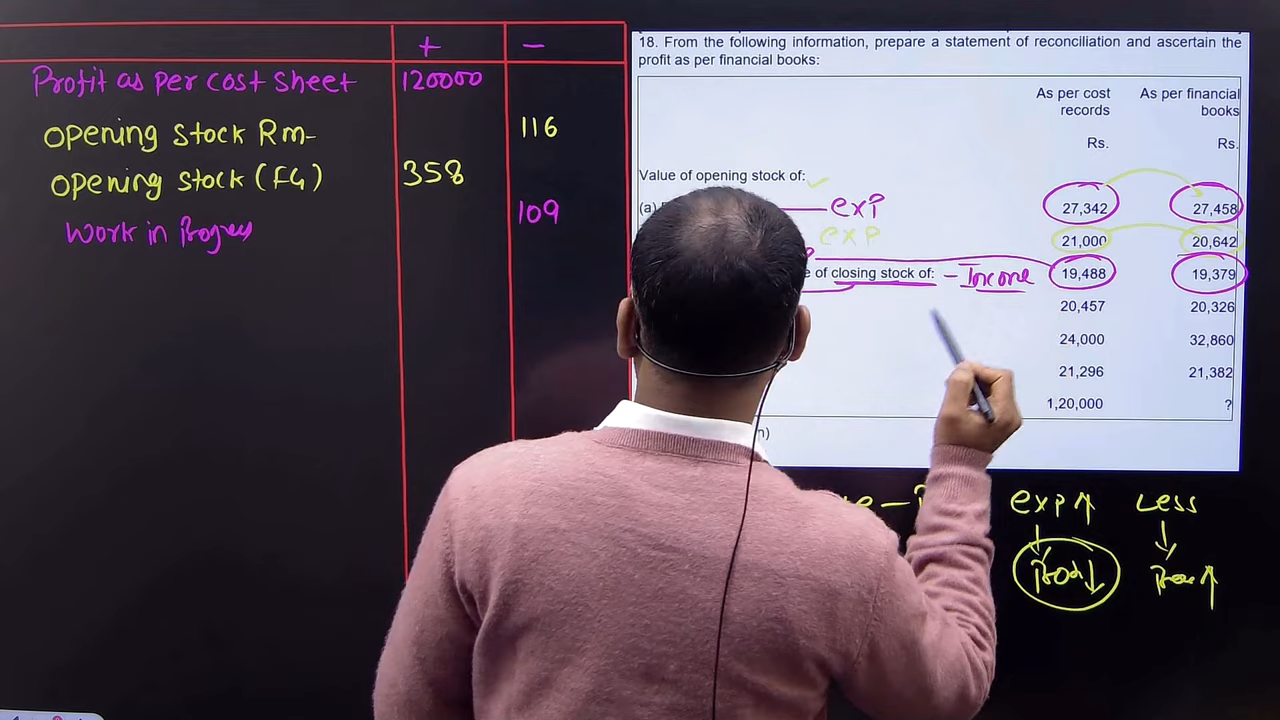 + −
Profit as per cost sheet 120000
opening stock Rm- 116
opening stock (FG) 358
work in Progress 109
18. From the following information, prepare a statement of reconciliation and ascertain the
profit as per financial books:
As per cost
records
As per financial
books
Rs. Rs.
Value of opening stock of:
(a) exp 27,342 27,458
exp 21,000 20,642
e of closing stock of: - Income 19,488 19,379
20,457 20,326
24,000 32,860
21,296 21,382
1,20,000 ?
n)
exp↑ Less
↓ ↓
↓ ↑